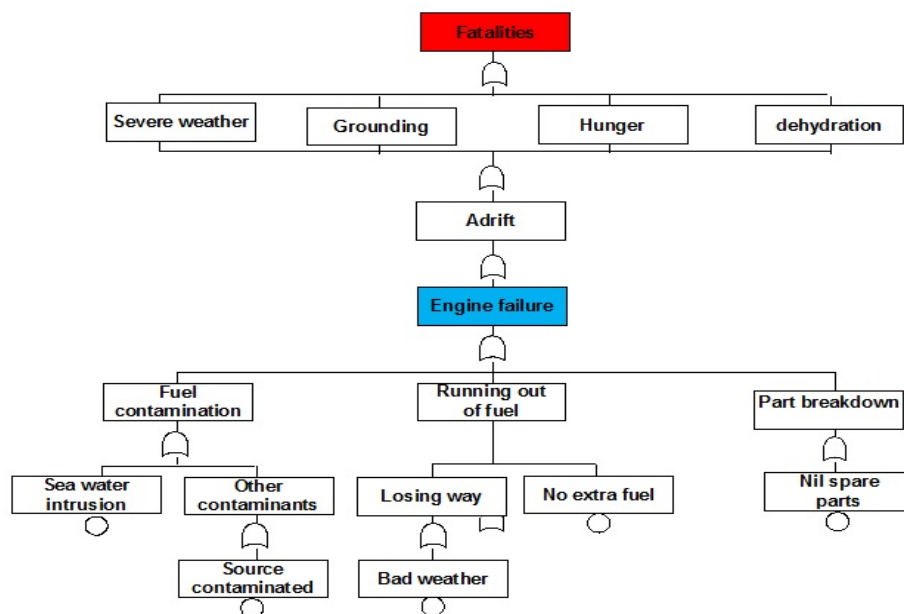 Fatalities
Severe weather
Grounding
Hunger
dehydration
Adrift
Engine failure
Fuel
contamination
Running out
of fuel
Part breakdown
Sea water
intrusion
Other
contaminants
Losing way
No extra fuel
Nil spare
parts
Source
contaminated
Bad weather